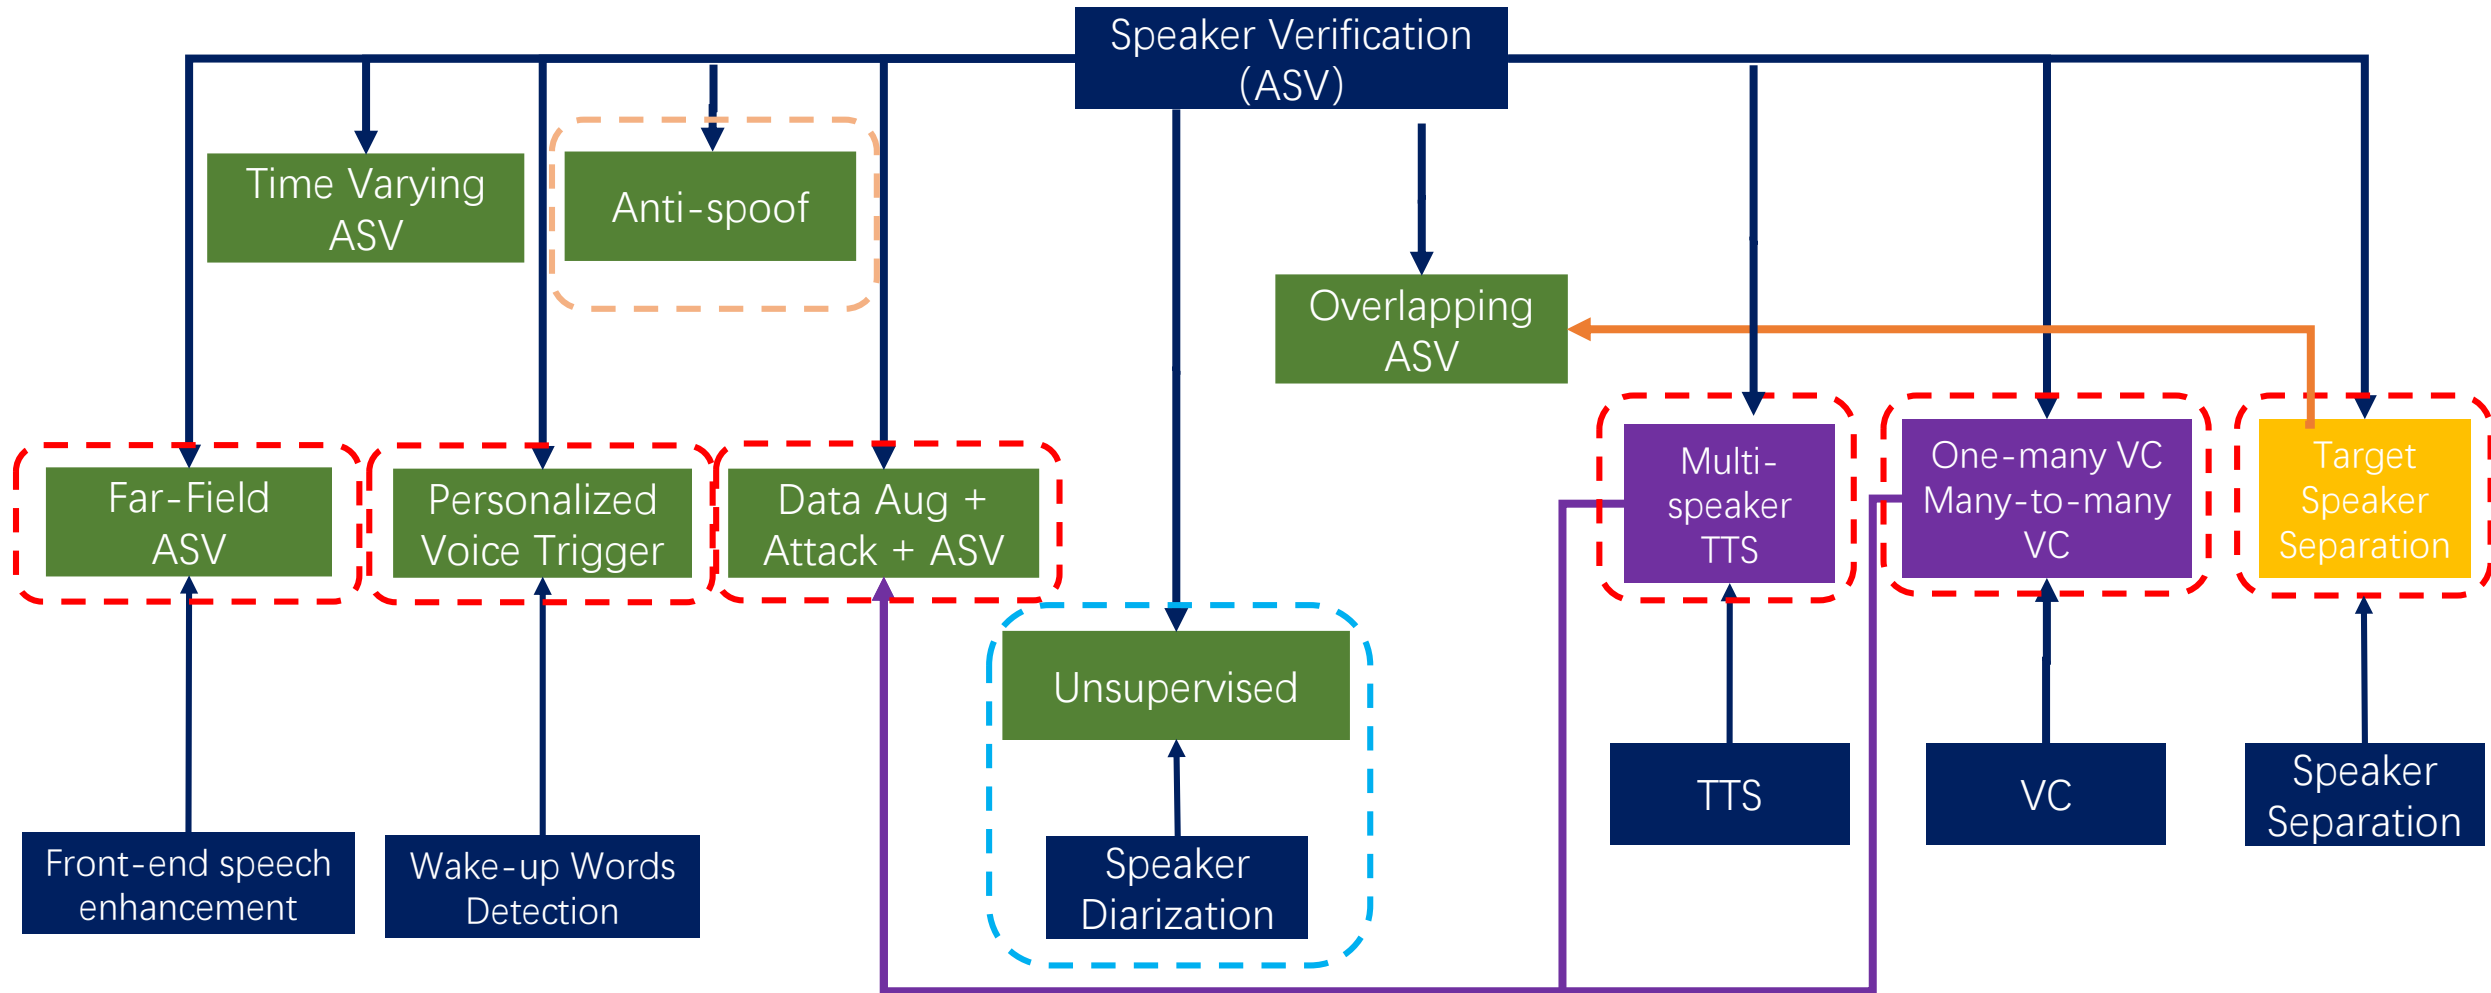 Speaker Verification
(ASV)
Time Varying
ASV
Anti-spoof
Overlapping
ASV
Far-Field
ASV
Personalized
Voice Trigger
Data Aug +
Attack + ASV
Multi-
speaker
TTS
One-many VC
Many-to-many
VC
Target
Speaker
Separation
Unsupervised
Front-end speech
enhancement
Wake-up Words
Detection
Speaker
Diarization
TTS
VC
Speaker
Separation